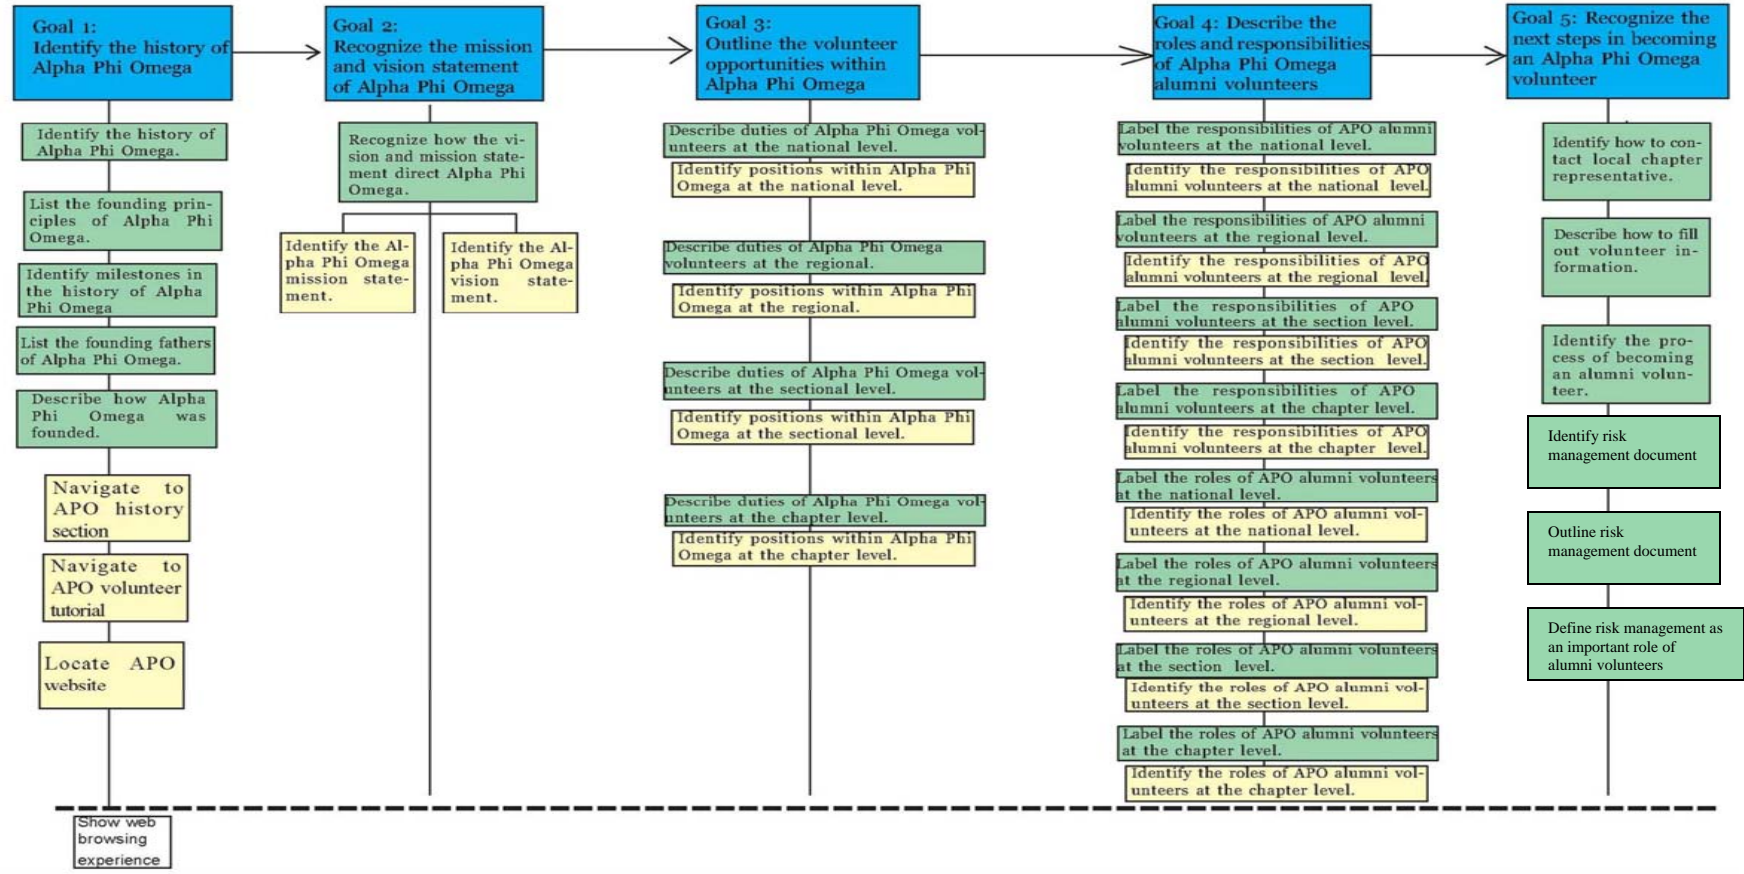 Goal 1:
Identify the history of
Alpha Phi Omega
Identify the history of
Alpha Phi Omega.
List the founding prin-
ciples of Alpha Phi
Omega.
Identify milestones in
the history of Alpha
Phi Omega
List the founding fathers
of Alpha Phi Omega.
Describe how Alpha
Phi Omega was
founded.
Navigate to
APO history
section
Navigate to
APO volunteer
tutorial
Locate APO
website
Show web
browsing
experience
Goal 2:
Recognize the mission
and vision statement
of Alpha Phi Omega
Recognize how the vi-
sion and mission state-
ment direct Alpha Phi
Omega.
Identify the Al-
pha Phi Omega
mission state-
ment.
Identify the Al-
pha Phi Omega
vision state-
ment.
Goal 3:
Outline the volunteer
opportunities within
Alpha Phi Omega
Describe duties of Alpha Phi Omega vol-
unteers at the national level.
Identify positions within Alpha Phi
Omega at the national level.
Describe duties of Alpha Phi Omega
volunteers at the regional.
Identify positions within Alpha Phi
Omega at the regional.
Describe duties of Alpha Phi Omega vol-
unteers at the sectional level.
Identify positions within Alpha Phi
Omega at the sectional level.
Describe duties of Alpha Phi Omega vol-
unteers at the chapter level.
Identify positions within Alpha Phi
Omega at the chapter level.
Goal 4: Describe the
roles and responsibilities
of Alpha Phi Omega
alumni volunteers
Label the responsibilities of APO alumni
volunteers at the national level.
Identify the responsibilities of APO
alumni volunteers at the national level.
Label the responsibilities of APO alumni
volunteers at the regional level.
Identify the responsibilities of APO
alumni volunteers at the regional level.
Label the responsibilities of APO
alumni volunteers at the section level.
Identify the responsibilities of APO
alumni volunteers at the section level.
Label the responsibilities of APO
alumni volunteers at the chapter level.
Identify the responsibilities of APO
alumni volunteers at the chapter level.
Label the roles of APO alumni volunteers
at the national level.
Identify the roles of APO alumni vol-
unteers at the national level.
Label the roles of APO alumni volunteers
at the regional level.
Identify the roles of APO alumni vol-
unteers at the regional level.
Label the roles of APO alumni volunteers
at the section level.
Identify the roles of APO alumni vol-
unteers at the section level.
Label the roles of APO alumni volunteers
at the chapter level.
Identify the roles of APO alumni vol-
unteers at the chapter level.
Goal 5: Recognize the
next steps in becoming
an Alpha Phi Omega
volunteer
Identify how to con-
tact local chapter
representative.
Describe how to fill
out volunteer in-
formation.
Identify the pro-
cess of becoming
an alumni volun-
teer.
Identify risk
management document
Outline risk
management document
Define risk management as
an important role of
alumni volunteers